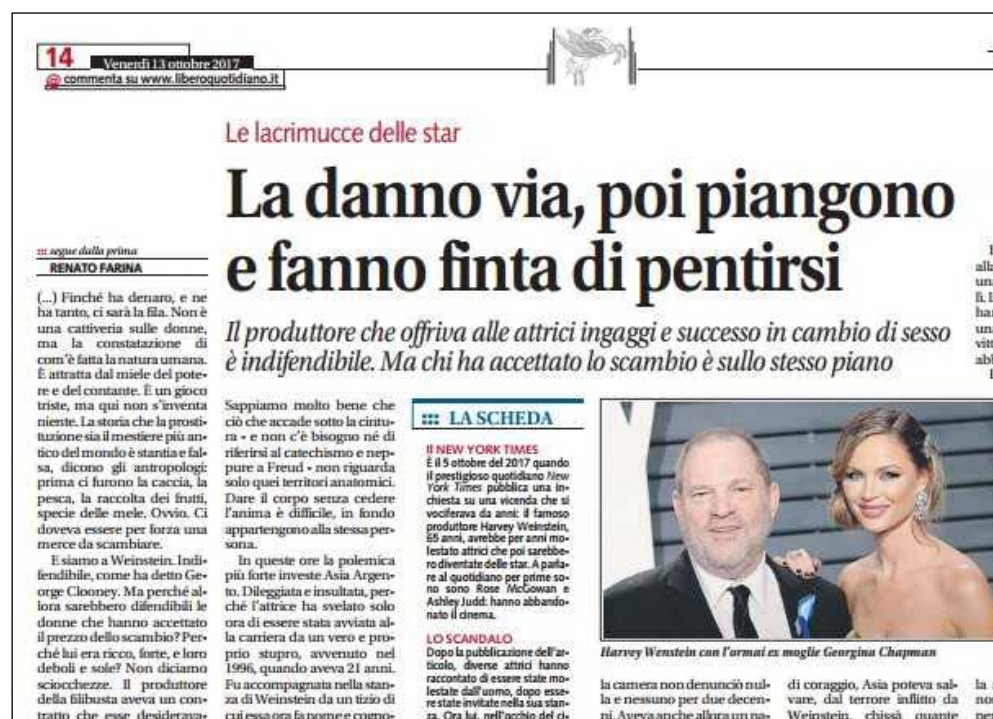 14
Venerdì 13 ottobre 2017
commenta su www.liberoquotidiano.it
Le lacrimucce delle star
La danno via, poi piangono
e fanno finta di pentirsi
Il produttore che offriva alle attrici ingaggi e successo in cambio di sesso
è indifendibile. Ma chi ha accettato lo scambio è sullo stesso piano
segue dalla prima
RENATO FARINA
(...) Finché ha denaro, e ne
ha tanto, ci sarà la fila. Non è
una cattiveria sulle donne,
ma la constatazione di
com'è fatta la natura umana.
È attratta dal miele del pote-
re e del contante. È un gioco
triste, ma qui non s'inventa
niente. La storia che la prosti-
tuzione sia il mestiere più an-
tico del mondo è stantia e fal-
sa, dicono gli antropologi:
prima ci furono la caccia, la
pesca, la raccolta dei frutti,
specie delle mele. Ovvio. Ci
doveva essere per forza una
merce da scambiare.
E siamo a Weinstein. Indi-
fendibile, come ha detto Ge-
orge Clooney. Ma perché al-
lora sarebbero difendibili le
donne che hanno accettato
il prezzo dello scambio? Per-
ché lui era ricco, forte, e loro
deboli e sole? Non diciamo
sciocchezze. Il produttore
della filibusta aveva un con-
tratto che esse desiderava-
Sappiamo molto bene che
ciò che accade sotto la cintu-
ra - e non c'è bisogno né di
riferirsi al catechismo e nep-
pure a Freud - non riguarda
solo quei territori anatomici.
Dare il corpo senza cedere
l'anima è difficile, in fondo
appartengono alla stessa per-
sona.
In queste ore la polemica
più forte investe Asia Argen-
to. Dileggiata e insultata, per-
ché l'attrice ha svelato solo
ora di essere stata avviata al-
la carriera da un vero e pro-
prio stupro, avvenuto nel
1996, quando aveva 21 anni.
Fu accompagnata nella stan-
za di Weinstein da un tizio di
cui essa ora fa nome e cogno-
LA SCHEDA
Il NEW YORK TIMES
È il 5 ottobre del 2017 quando
il prestigioso quotidiano New
York Times pubblica una in-
chiesta su una vicenda che si
vociferava da anni: il famoso
produttore Harvey Weinstein,
65 anni, avrebbe per anni mo-
lestato attrici che poi sarebbe-
ro diventate delle star. A parla-
re al quotidiano per prime so-
no sono Rose McGowan e
Ashley Judd: hanno abbando-
nato il cinema.
LO SCANDALO
Dopo la pubblicazione dell'ar-
ticolo, diverse attrici hanno
raccontato di essere state mo-
lestate dall'uomo, dopo esse-
re state invitate nella sua stan-
za. Ora lui, nell'occhio del ci-
Harvey Wenstein con l'ormai ex moglie Georgina Chapman
la camera non denunciò nul-
la e nessuno per due decen-
ni. Aveva anche allora un na-
di coraggio, Asia poteva sal-
vare, dal terrore inflitto da
Weinstein chissà quante